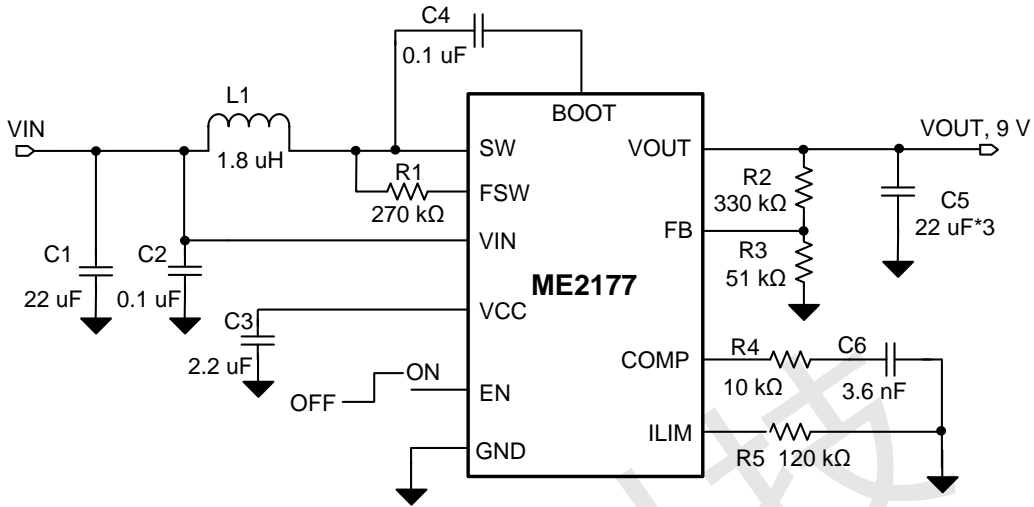 C4
0.1 uF
BOOT
VIN
L1
1.8 uH
SW
R1
270 kΩ
FSW
VIN
C1
22 uF
C2
0.1 uF
C3
2.2 uF
VCC
OFF
ON
EN
GND
ME2177
VOUT
VOUT, 9 V
R2
330 kΩ
C5
22 uF*3
FB
R3
51 kΩ
COMP
R4
10 kΩ
C6
3.6 nF
ILIM
R5
120 kΩ
技